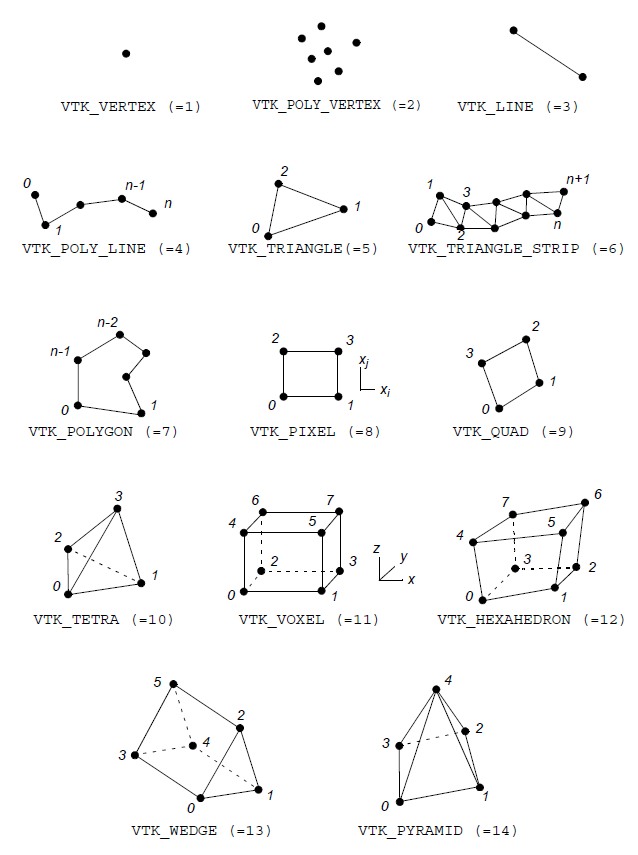 VTK_VERTEX (=1)
VTK_POLY_VERTEX (=2)
VTK_LINE (=3)
0
1
n-1
n
VTK_POLY_LINE (=4)
2
1
0
VTK_TRIANGLE(=5)
1
3
n+1
0
2
n
VTK_TRIANGLE_STRIP (=6)
n-2
n-1
0
1
VTK_POLYGON (=7)
2
3
xj
xi
0
1
VTK_PIXEL (=8)
2
3
1
0
VTK_QUAD (=9)
3
2
0
1
VTK_TETRA (=10)
6
7
4
5
2
3
0
1
z
y
x
VTK_VOXEL (=11)
7
6
4
5
3
2
0
1
VTK_HEXAHEDRON (=12)
5
2
3
4
0
1
VTK_WEDGE (=13)
4
2
3
0
1
VTK_PYRAMID (=14)